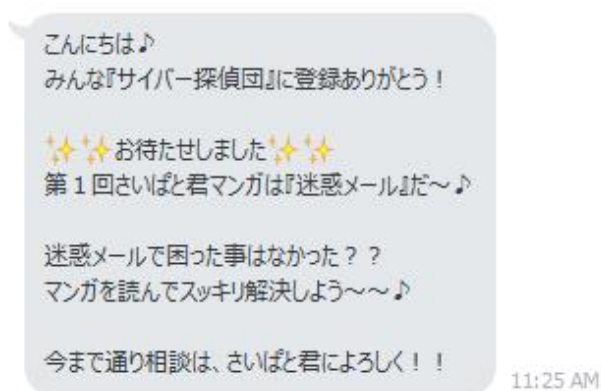 こんにちは♪
みんな『サイバー探偵団』に登録ありがとう！
✨✨お待たせしました✨✨
第１回さいぱと君マンガは『迷惑メール』だ～♪
迷惑メールで困った事はなかった？？
マンガを読んでスッキリ解決しよう～～♪
今まで通り相談は、さいぱと君によろしく！！
11:25 AM